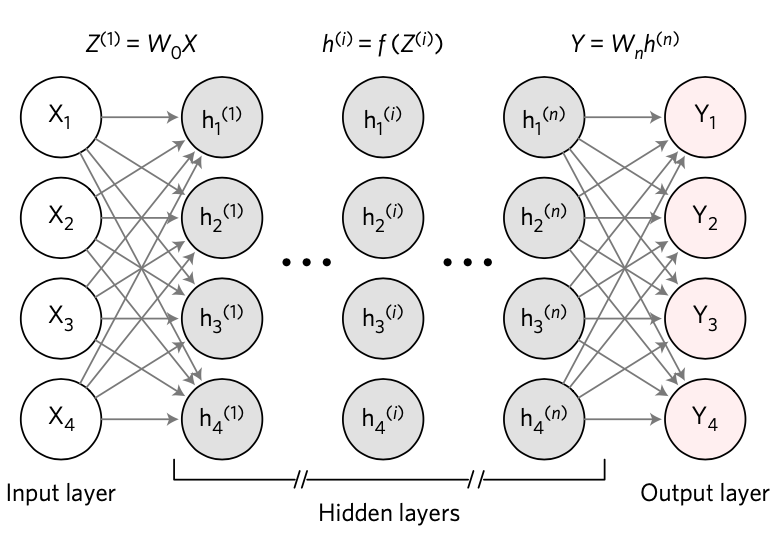 Z⁽¹⁾ = W₀X h⁽ⁱ⁾ = f (Z⁽ⁱ⁾) Y = Wₙh⁽ⁿ⁾
X₁ h₁⁽¹⁾ h₁⁽ⁱ⁾ h₁⁽ⁿ⁾ Y₁
X₂ h₂⁽¹⁾ h₂⁽ⁱ⁾ h₂⁽ⁿ⁾ Y₂
X₃ h₃⁽¹⁾ h₃⁽ⁱ⁾ h₃⁽ⁿ⁾ Y₃
X₄ h₄⁽¹⁾ h₄⁽ⁱ⁾ h₄⁽ⁿ⁾ Y₄
Input layer Output layer
Hidden layers